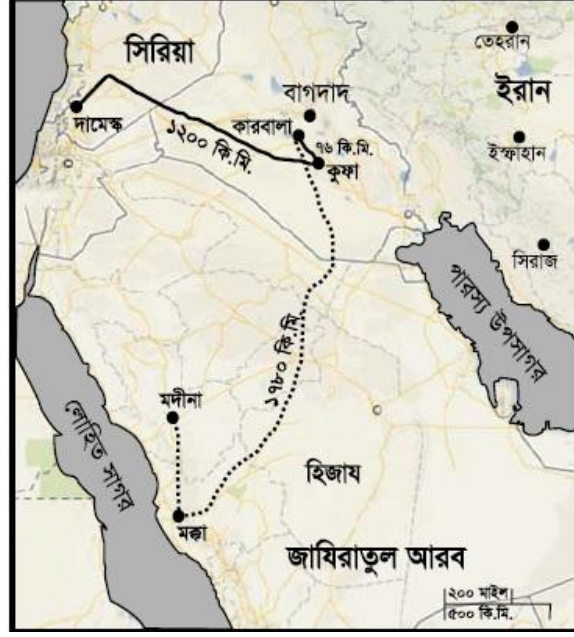 সিরিয়া
তেহরান
ইরান
বাগদাদ
দামেস্ক
কারবালা
১২০০ কি.মি.
৭৬ কি.মি.
কুফা
ইস্ফাহান
সিরাজ
পারস্য উপসাগর
১৭৮০ কি.মি.
মদীনা
লোহিত সাগর
হিজায
মক্কা
জাযিরাতুল আরব
২০০ মাইল
৫০০ কি.মি.